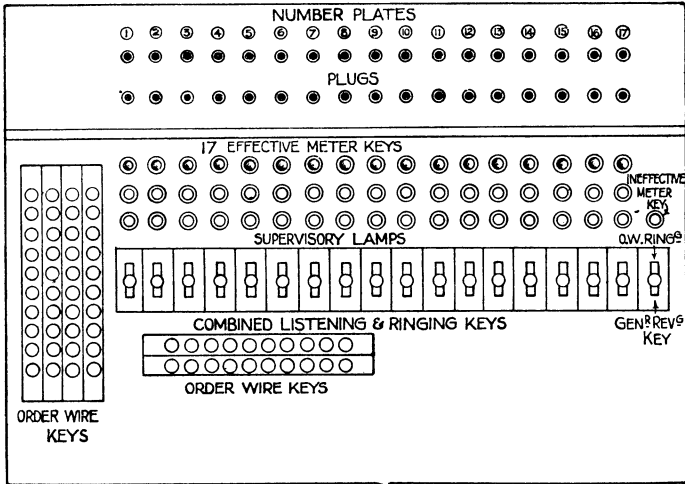 NUMBER PLATES
1 2 3 4 5 6 7 8 9 10 11 12 13 14 15 16 17
PLUGS
17 EFFECTIVE METER KEYS
INEFFECTIVE
METER
KEY
SUPERVISORY LAMPS
O.W.RINGᴳ
COMBINED LISTENING & RINGING KEYS
GENᴿ REVᴳ
KEY
ORDER WIRE KEYS
ORDER WIRE
KEYS